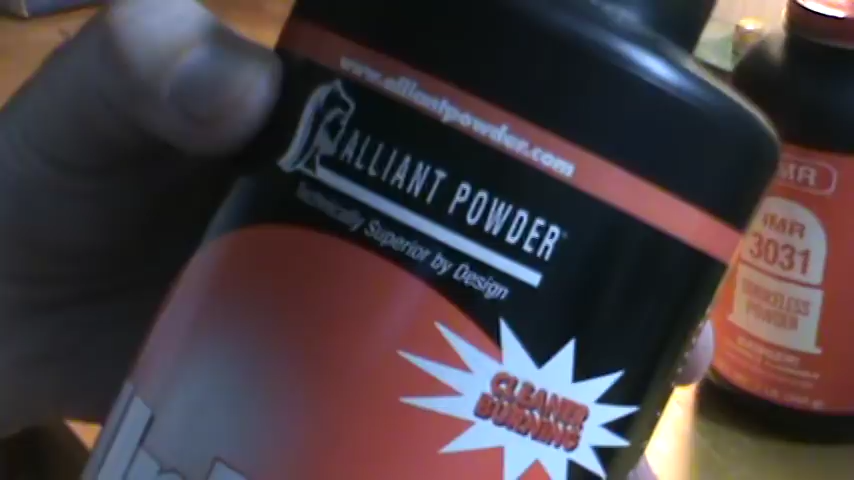 www.alliantpowder.com
ALLIANT POWDER
Technically Superior by Design
CLEANER
BURNING
IMR
IMR
3031
SMOKELESS
POWDER